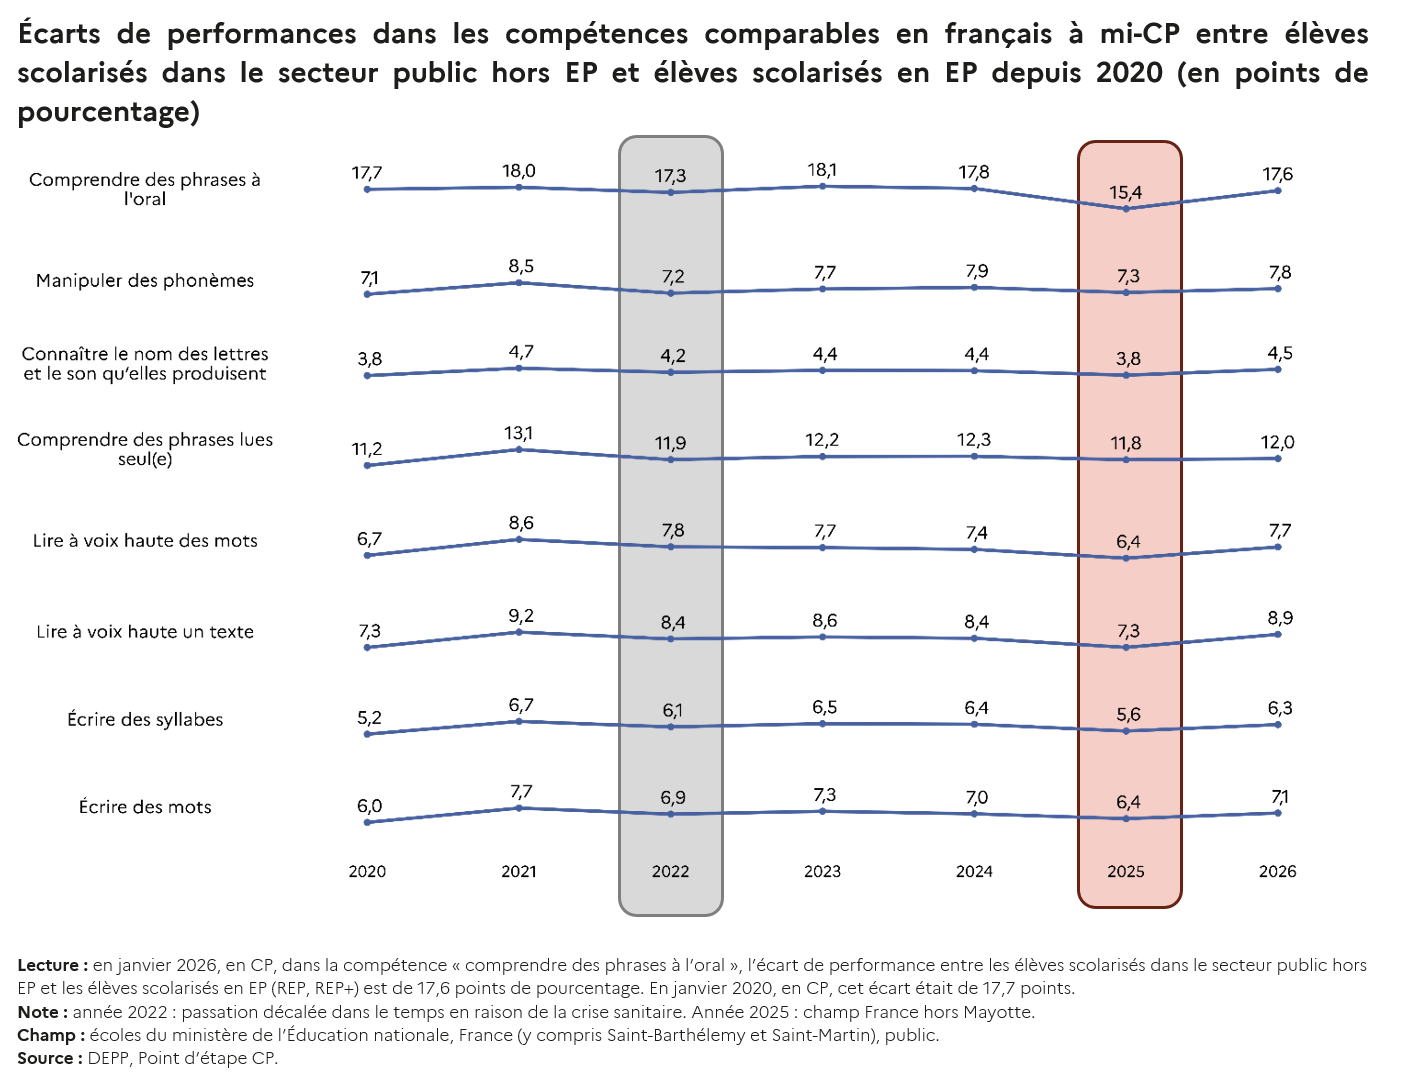 Écarts de performances dans les compétences comparables en français à mi-CP entre élèves
scolarisés dans le secteur public hors EP et élèves scolarisés en EP depuis 2020 (en points de
pourcentage)
Comprendre des phrases à
l'oral
17,7 18,0 17,3 18,1 17,8 15,4 17,6
Manipuler des phonèmes
7,1 8,5 7,2 7,7 7,9 7,3 7,8
Connaître le nom des lettres
et le son qu'elles produisent
3,8 4,7 4,2 4,4 4,4 3,8 4,5
Comprendre des phrases lues
seul(e)
11,2 13,1 11,9 12,2 12,3 11,8 12,0
Lire à voix haute des mots
6,7 8,6 7,8 7,7 7,4 6,4 7,7
Lire à voix haute un texte
7,3 9,2 8,4 8,6 8,4 7,3 8,9
Écrire des syllabes
5,2 6,7 6,1 6,5 6,4 5,6 6,3
Écrire des mots
6,0 7,7 6,9 7,3 7,0 6,4 7,1
2020 2021 2022 2023 2024 2025 2026
Lecture : en janvier 2026, en CP, dans la compétence « comprendre des phrases à l'oral », l'écart de performance entre les élèves scolarisés dans le secteur public hors
EP et les élèves scolarisés en EP (REP, REP+) est de 17,6 points de pourcentage. En janvier 2020, en CP, cet écart était de 17,7 points.
Note : année 2022 : passation décalée dans le temps en raison de la crise sanitaire. Année 2025 : champ France hors Mayotte.
Champ : écoles du ministère de l'Éducation nationale, France (y compris Saint-Barthélemy et Saint-Martin), public.
Source : DEPP, Point d'étape CP.